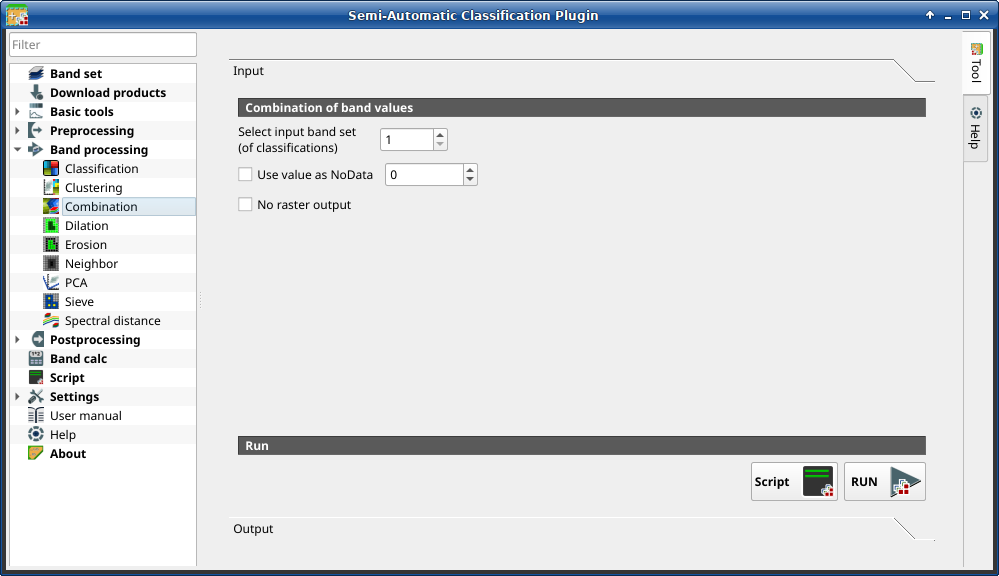 Semi-Automatic Classification Plugin
Filter
Band set
Download products
Basic tools
Preprocessing
Band processing
Classification
Clustering
Combination
Dilation
Erosion
Neighbor
PCA
Sieve
Spectral distance
Postprocessing
Band calc
Script
Settings
User manual
Help
About
Input
Combination of band values
Select input band set
(of classifications)
1
Use value as NoData
0
No raster output
Run
Script
RUN
Output
Tool
Help